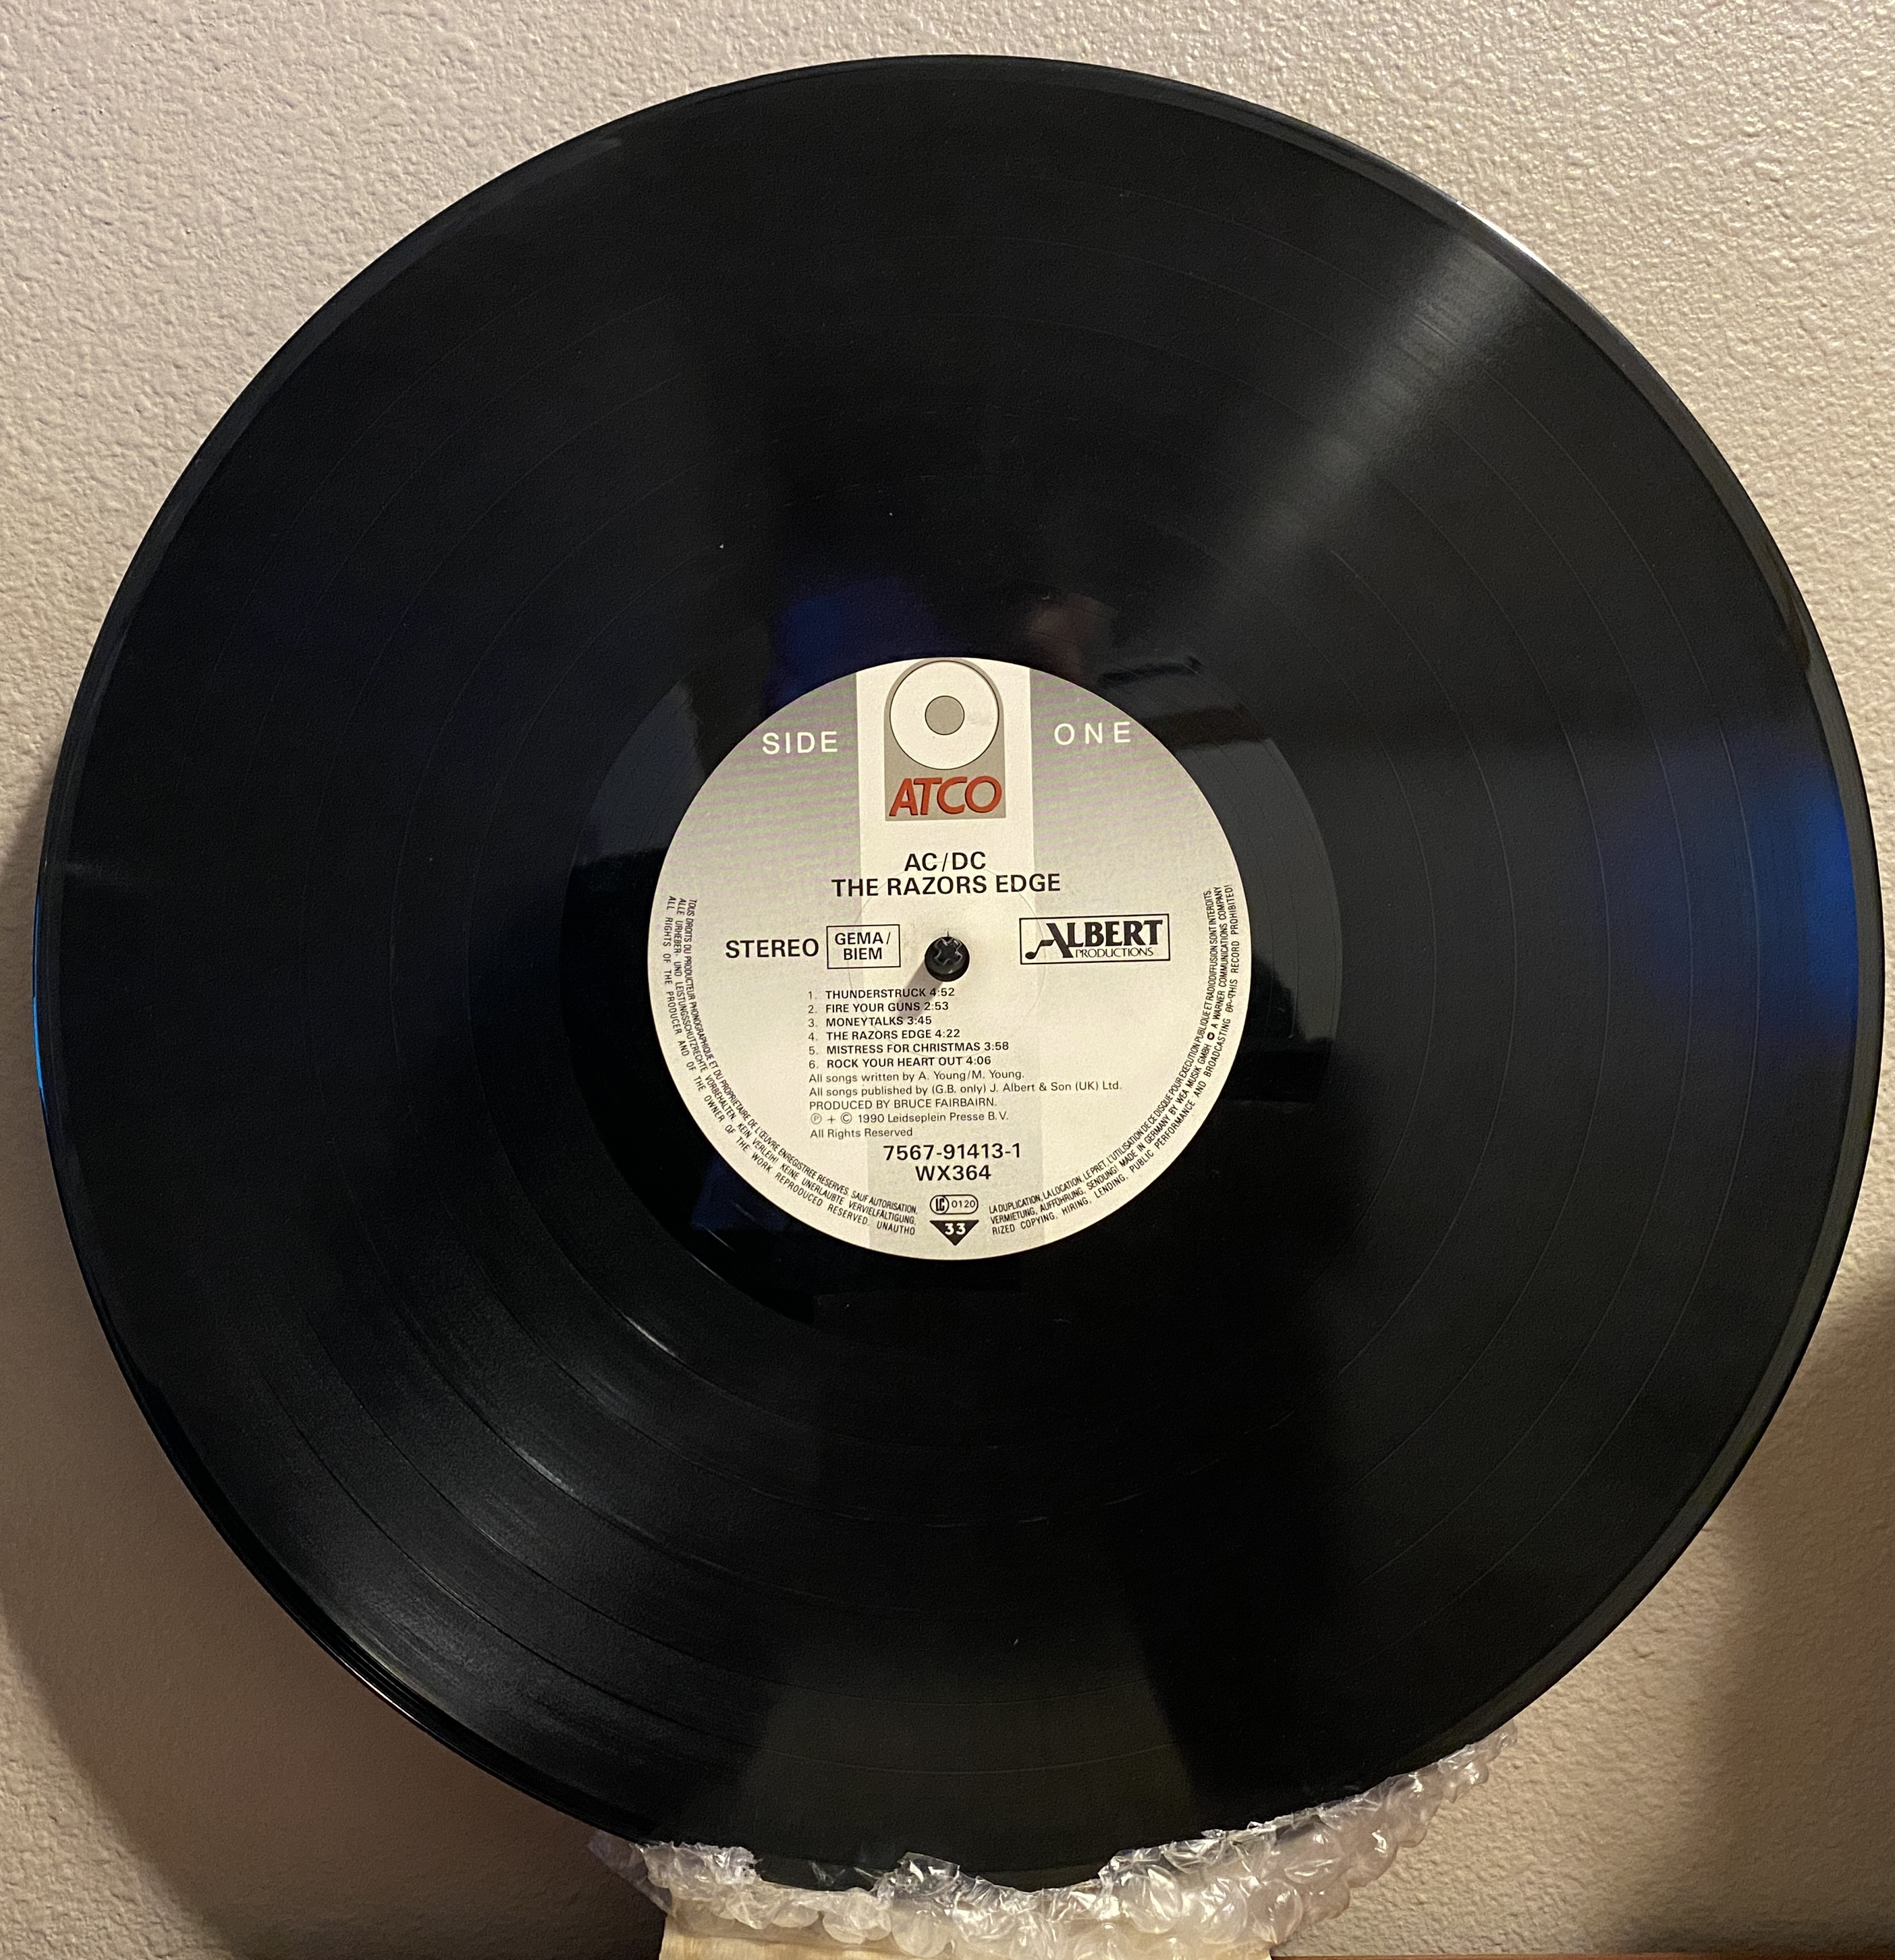 SIDE ONE
ATCO
AC/DC
THE RAZORS EDGE
STEREO
GEMA/
BIEM
ALBERT
PRODUCTIONS
1. THUNDERSTRUCK 4:52
2. FIRE YOUR GUNS 2:53
3. MONEYTALKS 3:45
4. THE RAZORS EDGE 4:22
5. MISTRESS FOR CHRISTMAS 3:58
6. ROCK YOUR HEART OUT 4:06
All songs written by A. Young/M. Young.
All songs published by (G.B. only) J. Albert & Son (UK) Ltd.
PRODUCED BY BRUCE FAIRBAIRN.
℗ + © 1990 Leidseplein Presse B.V.
All Rights Reserved
7567-91413-1
WX364
LC 0120
33
TOUS DROITS DU PRODUCTEUR PHONOGRAPHIQUE ET DU PROPRIETAIRE DE L'ŒUVRE ENREGISTREE RESERVES. SAUF AUTORISATION, LA DUPLICATION, LA LOCATION, LE PRET, L'UTILISATION DE CE DISQUE POUR EXECUTION PUBLIQUE ET RADIODIFFUSION SONT INTERDITS.
ALLE URHEBER- UND LEISTUNGSSCHUTZRECHTE VORBEHALTEN. KEIN VERLEIH! KEINE UNERLAUBTE VERVIELFÄLTIGUNG, VERMIETUNG, AUFFÜHRUNG, SENDUNG! MADE IN GERMANY BY WEA MUSIK GMBH A WARNER COMMUNICATIONS COMPANY
ALL RIGHTS OF THE PRODUCER AND OF THE OWNER OF THE WORK REPRODUCED RESERVED. UNAUTHORIZED COPYING, HIRING, LENDING, PUBLIC PERFORMANCE AND BROADCASTING OF THIS RECORD PROHIBITED!